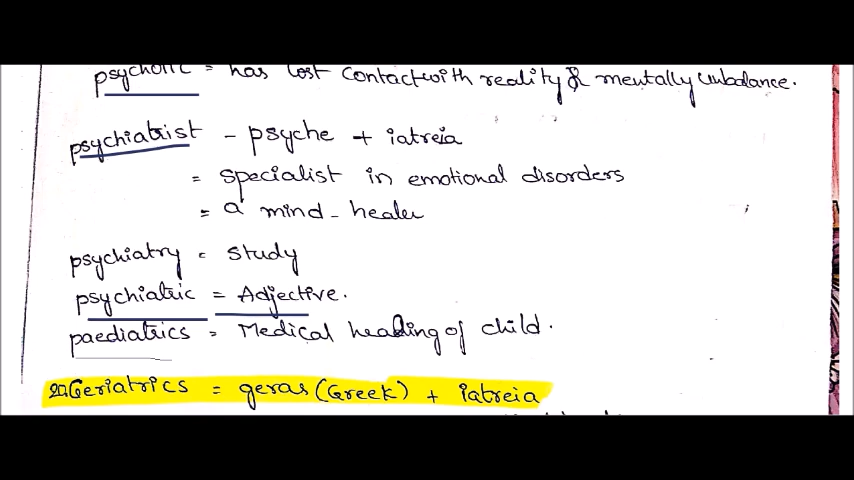 psychotic = has lost contact with reality & mentally unbalance.
psychiatrist - psyche + iatreia
= specialist in emotional disorders
= a mind-healer
psychiatry = study
psychiatric = Adjective.
paediatrics = Medical healing of child.
Geriatrics = geras (Greek) + iatreia